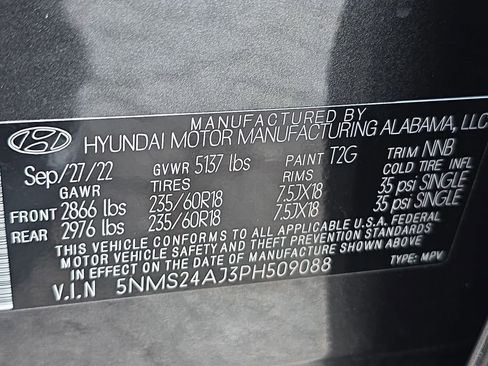 MANUFACTURED BY
HYUNDAI MOTOR MANUFACTURING ALABAMA, LLC
Sep/27/22 GVWR 5137 lbs PAINT T2G TRIM NNB
GAWR TIRES RIMS COLD TIRE INFL
FRONT 2866 lbs 235/60R18 7.5JX18 35 psi SINGLE
REAR 2976 lbs 235/60R18 7.5JX18 35 psi SINGLE
THIS VEHICLE CONFORMS TO ALL APPLICABLE U.S.A. FEDERAL
MOTOR VEHICLE SAFETY AND THEFT PREVENTION STANDARDS
IN EFFECT ON THE DATE OF MANUFACTURE SHOWN ABOVE
V.I.N 5NMS24AJ3PH509088 TYPE: MPV